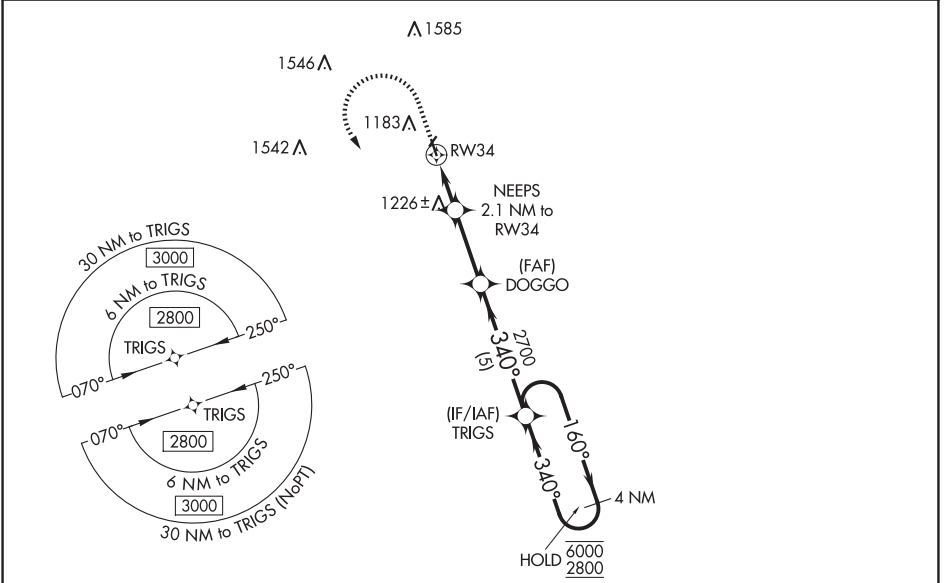 1585
1546
1183
1542
RW34
NEEPS
2.1 NM to
RW34
1226 ±
(FAF)
DOGGO
2700
340°
(5)
(IF/IAF)
TRIGS
160°
340°
4 NM
HOLD
6000
2800
30 NM to TRIGS
3000
6 NM to TRIGS
2800
TRIGS
250°
070°
250°
070°
TRIGS
2800
6 NM to TRIGS
3000
30 NM to TRIGS (NoPT)